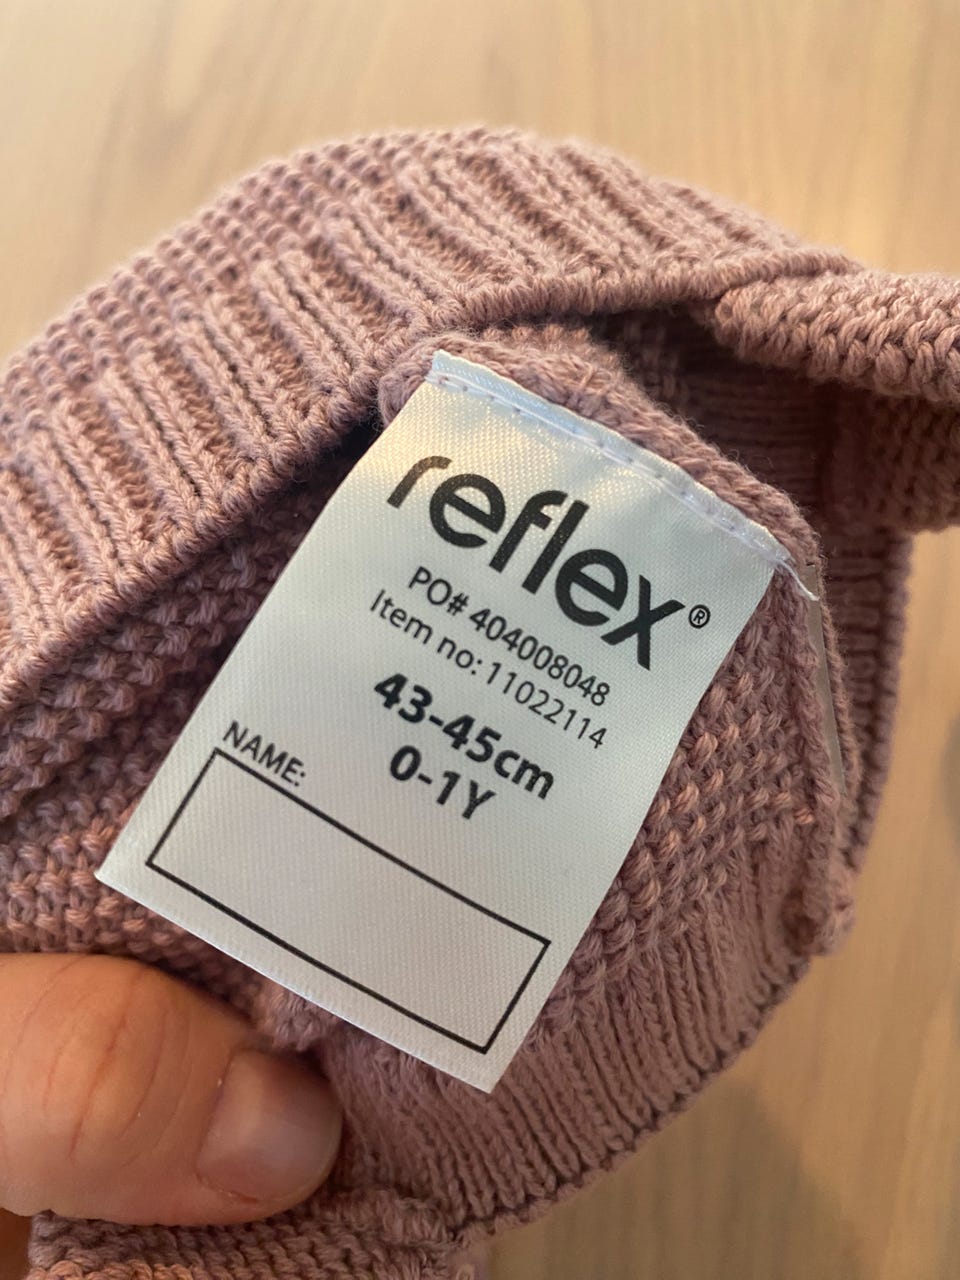 reflex®
PO# 404008048
Item no: 11022114
43-45cm
0-1Y
NAME: